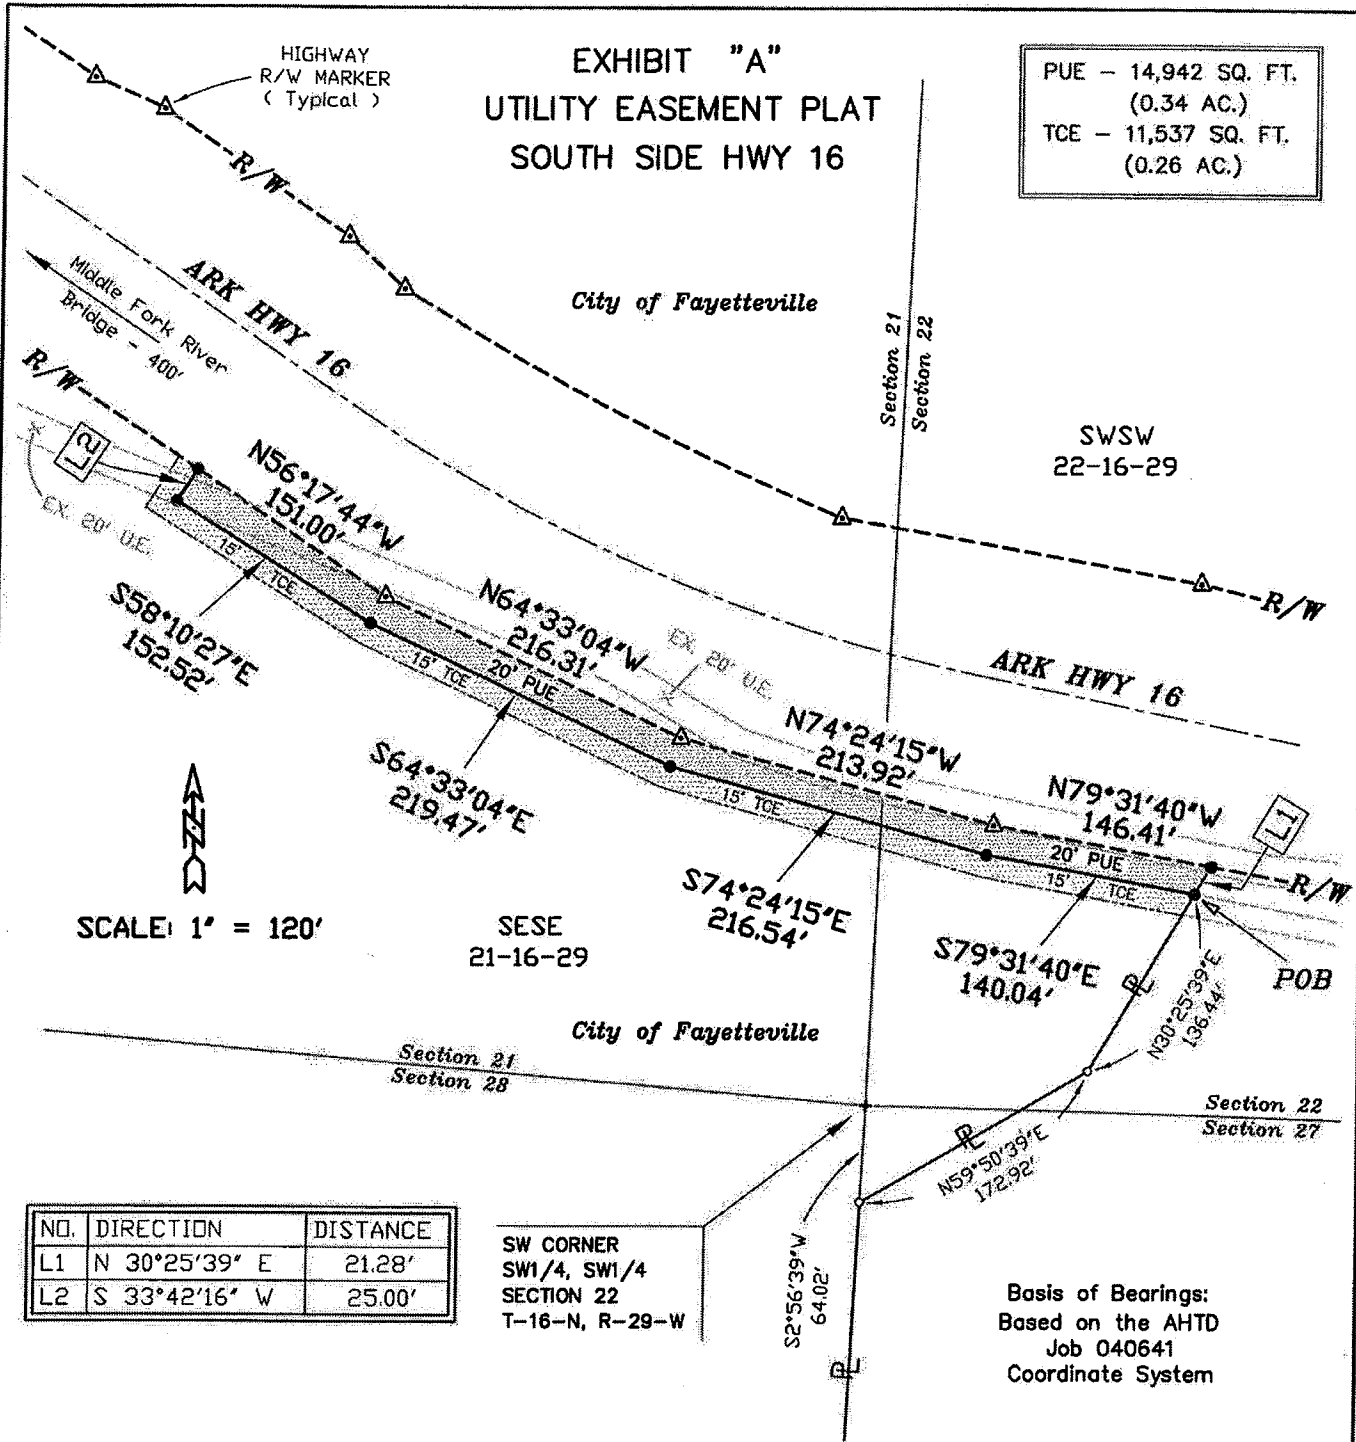 EXHIBIT "A"
UTILITY EASEMENT PLAT
SOUTH SIDE HWY 16
HIGHWAY
R/W MARKER
( Typical )
PUE - 14,942 SQ. FT.
(0.34 AC.)
TCE - 11,537 SQ. FT.
(0.26 AC.)
R/W
ARK HWY 16
Middle Fork River
Bridge - 400'
R/W
City of Fayetteville
Section 21
Section 22
SWSW
22-16-29
L2
EX. 20' U.E.
N56°17'44"W
151.00'
15' TCE
S58°10'27"E
152.52'
N64°33'04"W
216.31'
EX. 20' U.E.
R/W
ARK HWY 16
15' TCE
20' PUE
S64°33'04"E
219.47'
N74°24'15"W
213.92'
N79°31'40"W
146.41'
L1
15' TCE
20' PUE
15' TCE
R/W
S74°24'15"E
216.54'
S79°31'40"E
140.04'
POB
N
SCALE: 1" = 120'
SESE
21-16-29
PL
N30°25'39"E
136.44'
City of Fayetteville
Section 21
Section 28
Section 22
Section 27
PL
N59°50'39"E
172.92'
S2°56'39"W
64.02'
PL
NO. DIRECTION DISTANCE
L1 N 30°25'39" E 21.28'
L2 S 33°42'16" W 25.00'
SW CORNER
SW1/4, SW1/4
SECTION 22
T-16-N, R-29-W
Basis of Bearings:
Based on the AHTD
Job 040641
Coordinate System